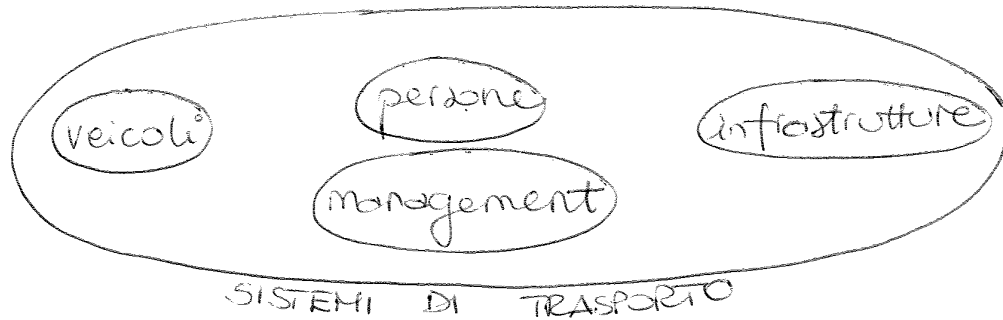 persone
veicoli
infrastrutture
management
SISTEMI DI TRASPORTO